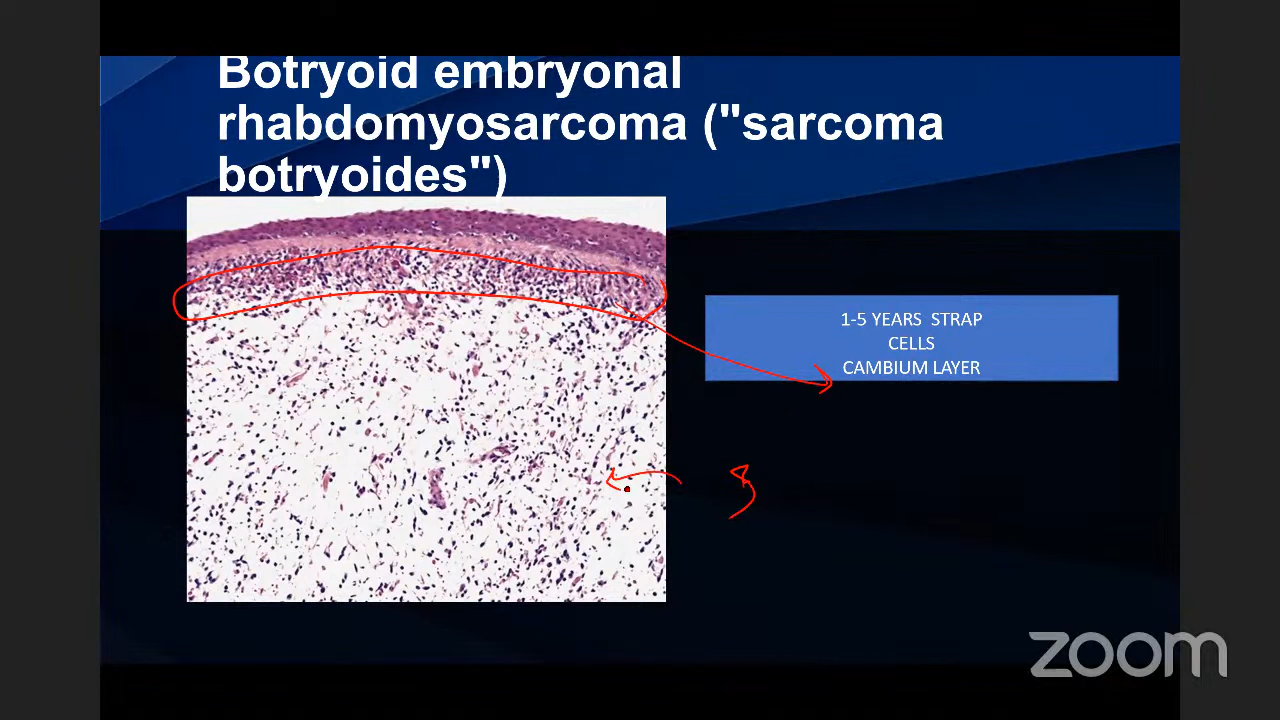 Botryoid embryonal
rhabdomyosarcoma ("sarcoma
botryoides")
1-5 YEARS STRAP
CELLS
CAMBIUM LAYER
zoom